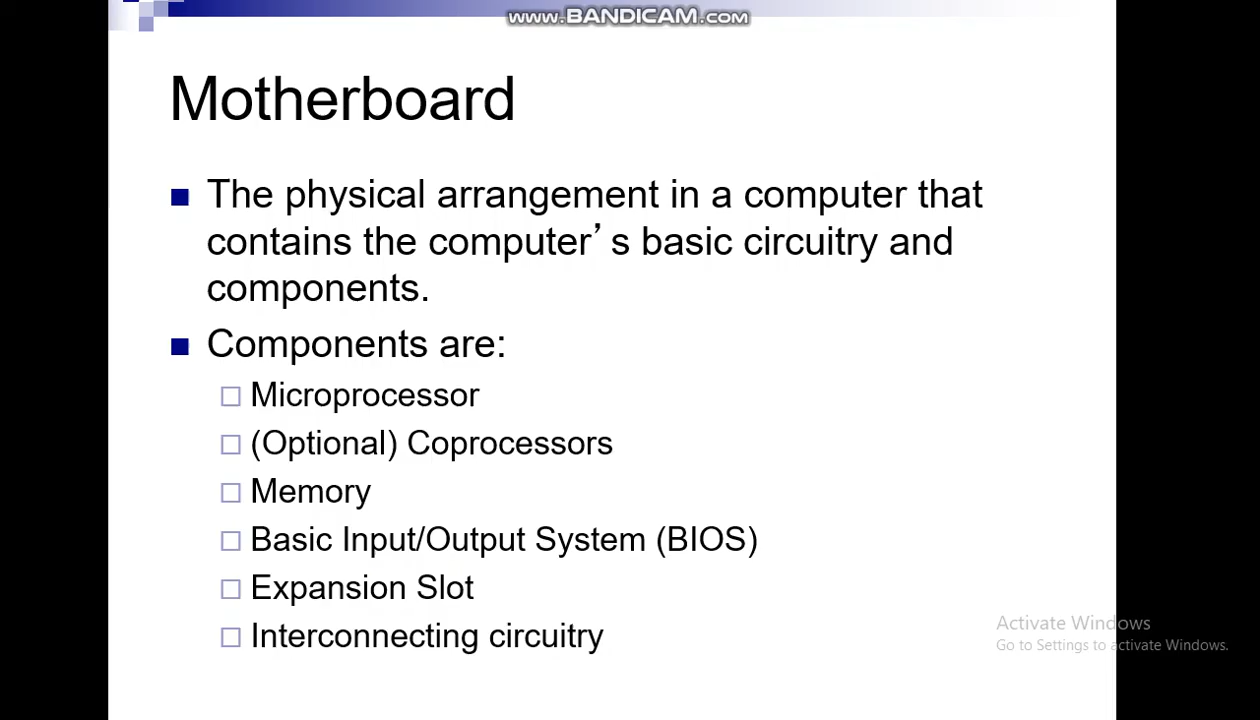 www.BANDICAM.com
Motherboard
The physical arrangement in a computer that
contains the computer’s basic circuitry and
components.
Components are:
Microprocessor
(Optional) Coprocessors
Memory
Basic Input/Output System (BIOS)
Expansion Slot
Interconnecting circuitry
Activate Windows
Go to Settings to activate Windows.